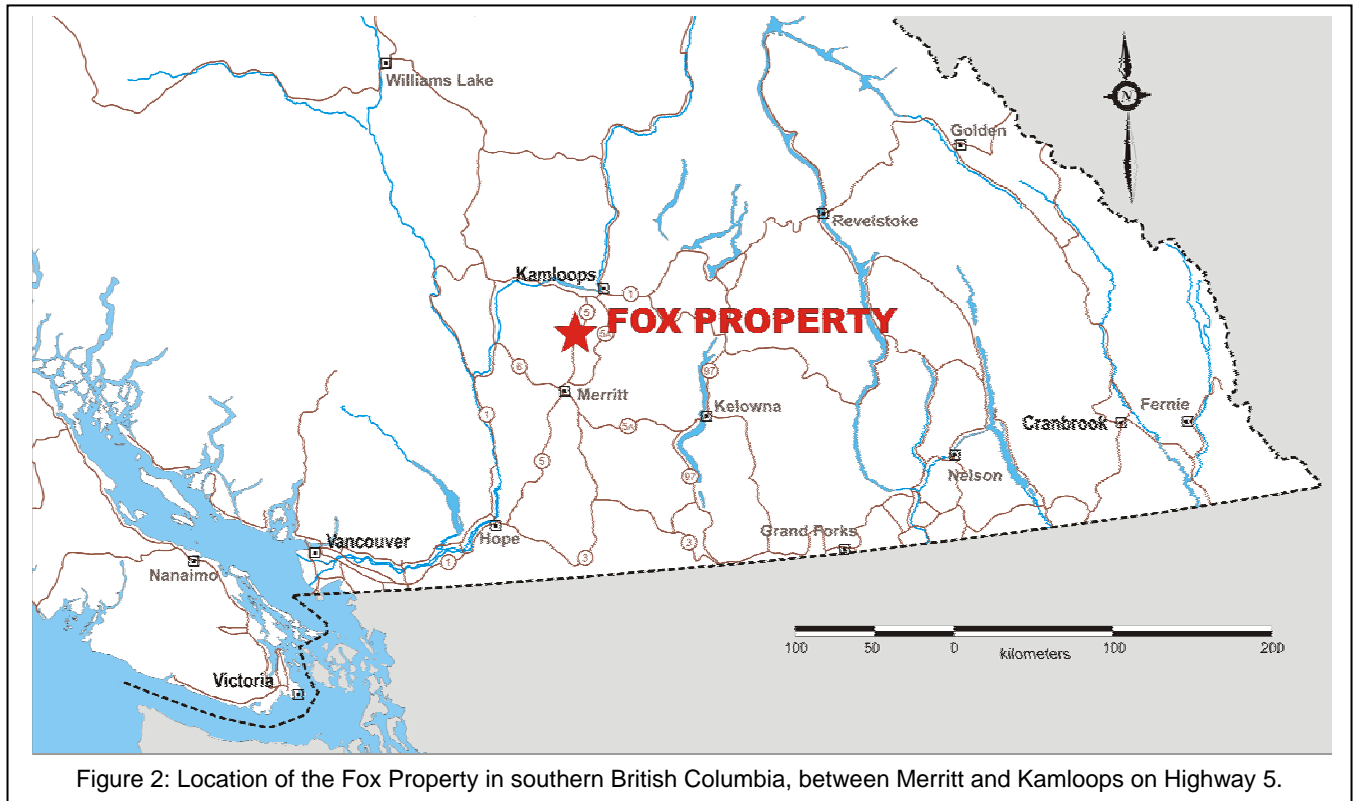 Williams Lake
N
Golden
Revelstoke
Kamloops
1
5
FOX PROPERTY
5A
8
97
Merritt
Kelowna
Fernie
Cranbrook
1
5A
5
97
Nelson
Grand Forks
Hope
Vancouver
3
3
1
Nanaimo
100 50 0 kilometers 100 200
Victoria
Figure 2: Location of the Fox Property in southern British Columbia, between Merritt and Kamloops on Highway 5.